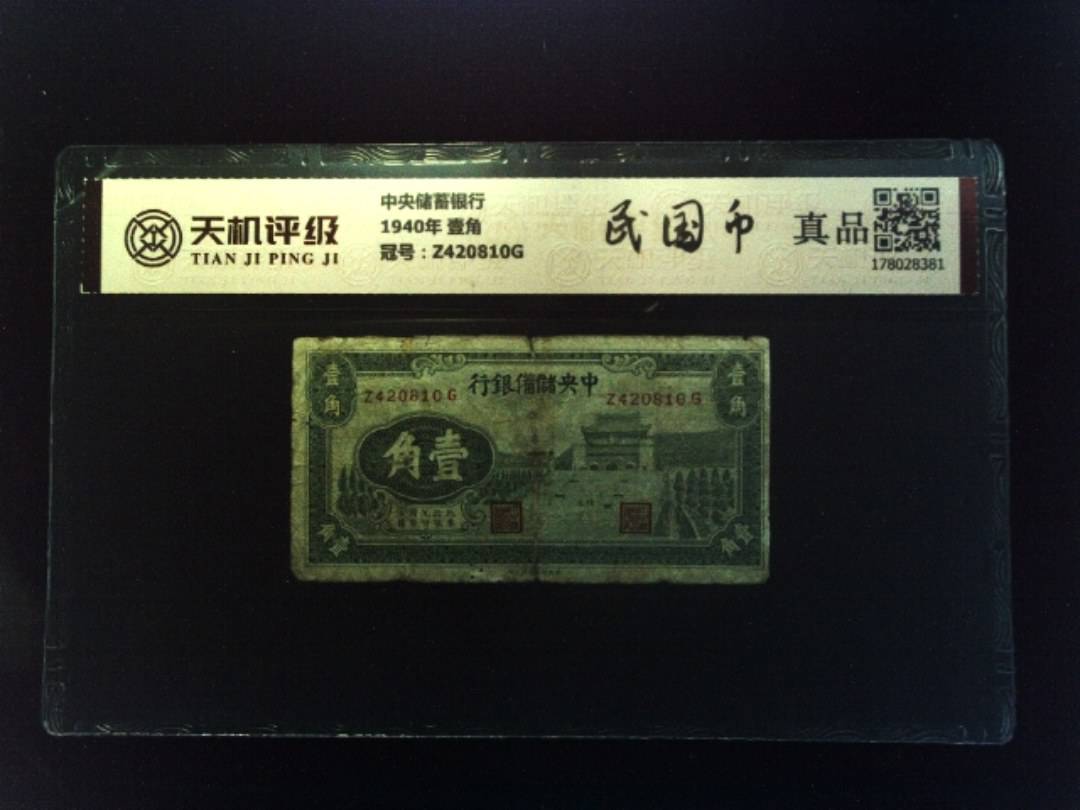 天机评级
TIAN JI PING JI
中央储蓄银行
1940年 壹角
冠号：Z420810G
民国币
真品
178028381
壹角
行銀備儲央中
壹角
Z420810G
Z420810G
角壹